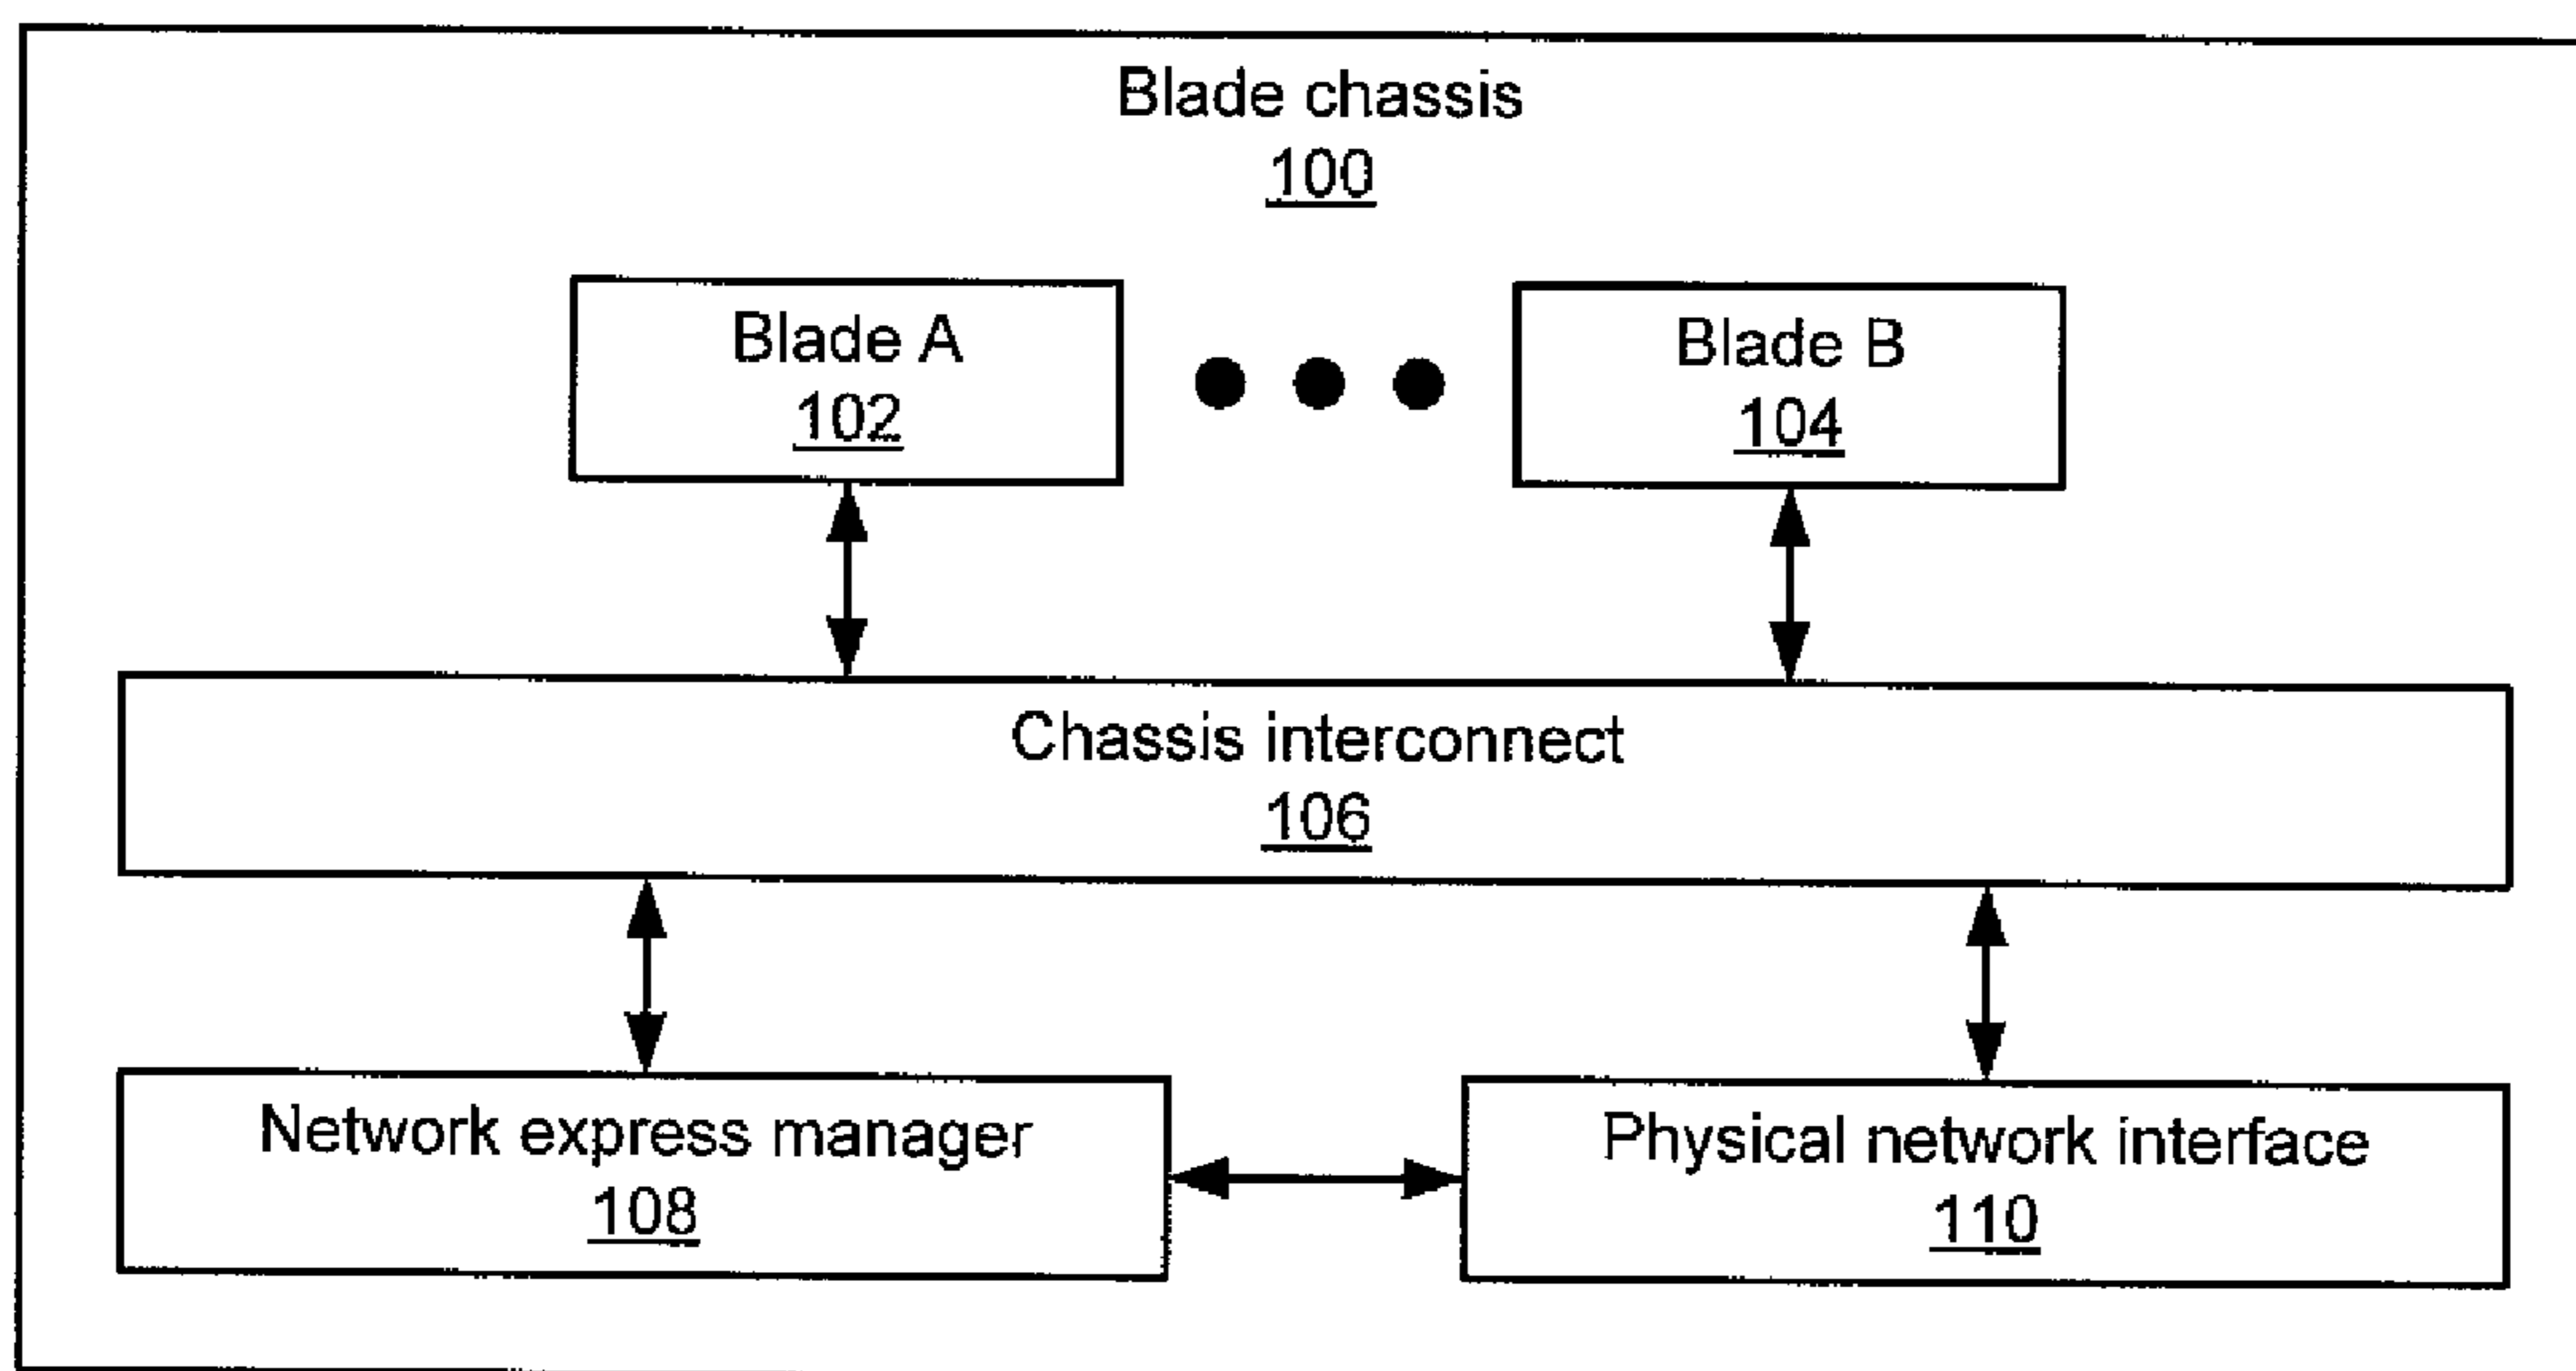 Blade chassis
100
Blade A
102
Blade B
104
Chassis interconnect
106
Network express manager
108
Physical network interface
110